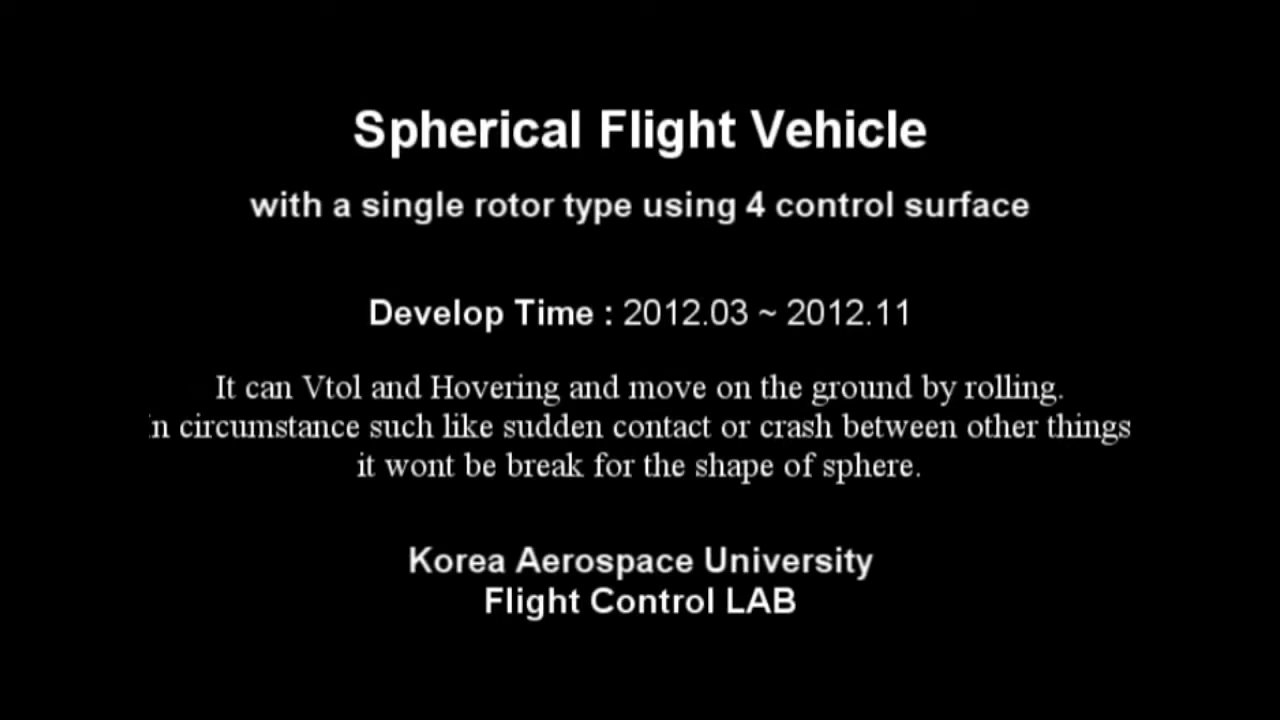 Spherical Flight Vehicle
with a single rotor type using 4 control surface
Develop Time : 2012.03 ~ 2012.11
It can Vtol and Hovering and move on the ground by rolling.
In circumstance such like sudden contact or crash between other things
it wont be break for the shape of sphere.
Korea Aerospace University
Flight Control LAB